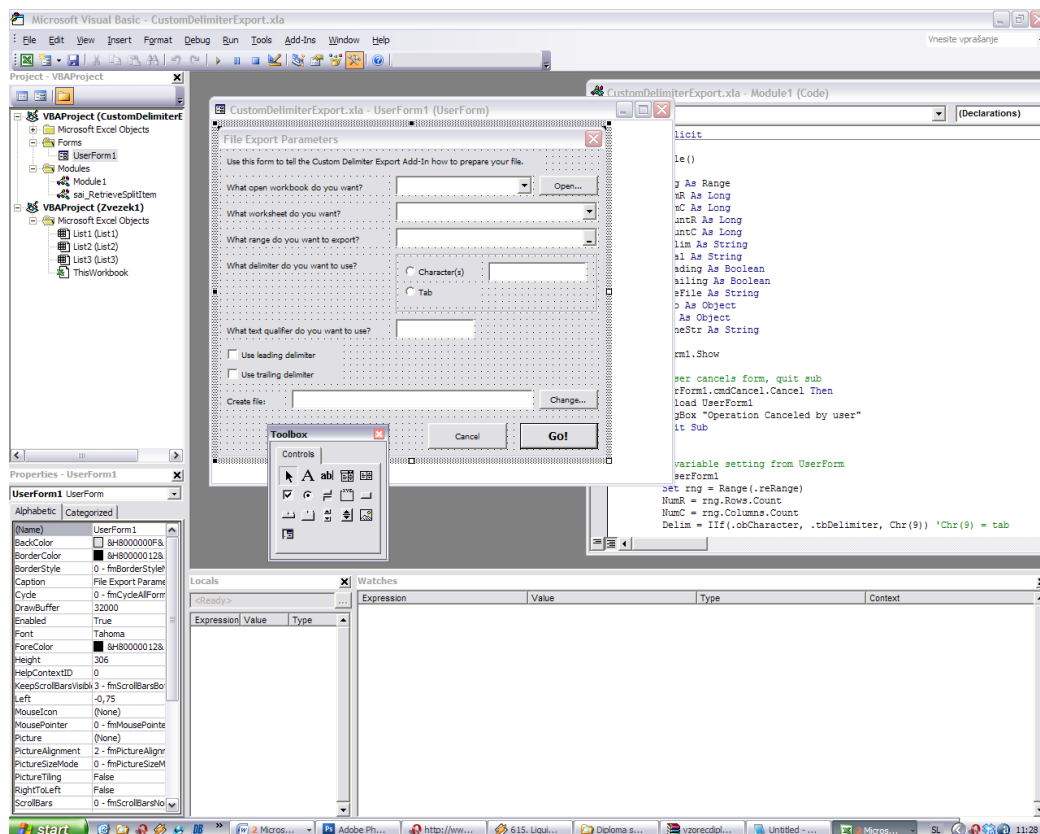 Microsoft Visual Basic - CustomDelimiterExport.xla
File Edit View Insert Format Debug Run Tools Add-Ins Window Help
Vnesite vprašanje
Project - VBAProject
VBAProject (CustomDelimiterE
Microsoft Excel Objects
Forms
UserForm1
Modules
Module1
sai_RetrieveSplitItem
VBAProject (Zvezek1)
Microsoft Excel Objects
List1 (List1)
List2 (List2)
List3 (List3)
ThisWorkbook
CustomDelimiterExport.xla - UserForm1 (UserForm)
File Export Parameters
Use this form to tell the Custom Delimiter Export Add-In how to prepare your file.
What open workbook do you want?
Open...
What worksheet do you want?
What range do you want to export?
What delimiter do you want to use?
Character(s)
Tab
What text qualifier do you want to use?
Use leading delimiter
Use trailing delimiter
Create file:
Change...
Cancel
Go!
Toolbox
Controls
A ab|
CustomDelimiterExport.xla - Module1 (Code)
(Declarations)
licit
le()
g As Range
mR As Long
mC As Long
untR As Long
untC As Long
lim As String
al As String
ading As Boolean
ailing As Boolean
eFile As String
o As Object
As Object
neStr As String
rm1.Show
ser cancels form, quit sub
rForm1.cmdCancel.Cancel Then
load UserForm1
gBox "Operation Canceled by user"
it Sub
variable setting from UserForm
serForm1
Set rng = Range(.reRange)
NumR = rng.Rows.Count
NumC = rng.Columns.Count
Delim = IIf(.obCharacter, .tbDelimiter, Chr(9)) 'Chr(9) = tab
Properties - UserForm1
UserForm1 UserForm
Alphabetic Categorized
(Name) UserForm1
BackColor &H8000000F&
BorderColor &H80000012&
BorderStyle 0 - fmBorderStyleN
Caption File Export Parame
Cycle 0 - fmCycleAllForm
DrawBuffer 32000
Enabled True
Font Tahoma
ForeColor &H80000012&
Height 306
HelpContextID 0
KeepScrollBarsVisible 3 - fmScrollBarsBot
Left -0,75
MouseIcon (None)
MousePointer 0 - fmMousePointe
Picture (None)
PictureAlignment 2 - fmPictureAlignm
PictureSizeMode 0 - fmPictureSizeM
PictureTiling False
RightToLeft False
ScrollBars 0 - fmScrollBarsNo
Locals
<Ready>
...
Expression Value Type
Watches
Expression Value Type Context
start
2 Micros...
Adobe Ph...
http://ww...
615. Liqui...
Diploma s...
vzorecdipl...
Untitled - ...
2 Micros...
SL
11:28